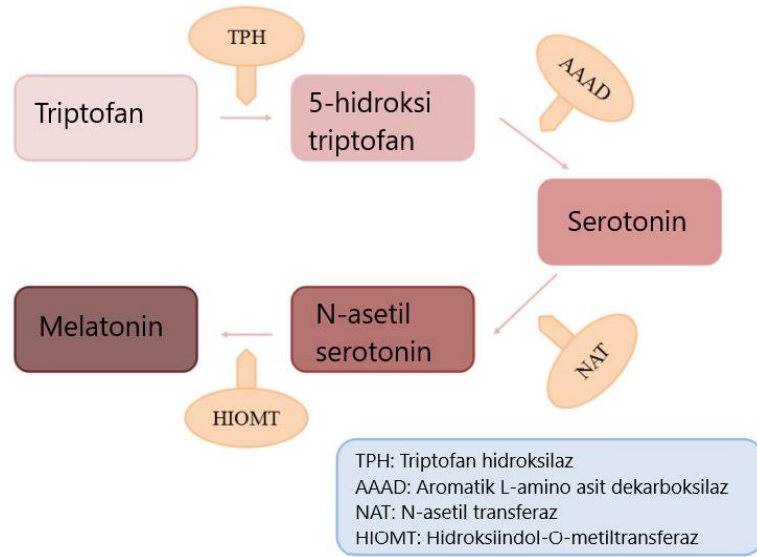 TPH
AAAD
Triptofan
5-hidroksi
triptofan
Serotonin
Melatonin
N-asetil
serotonin
NAT
HIOMT
TPH: Triptofan hidroksilaz
AAAD: Aromatik L-amino asit dekarboksilaz
NAT: N-asetil transferaz
HIOMT: Hidroksiindol-O-metiltransferaz